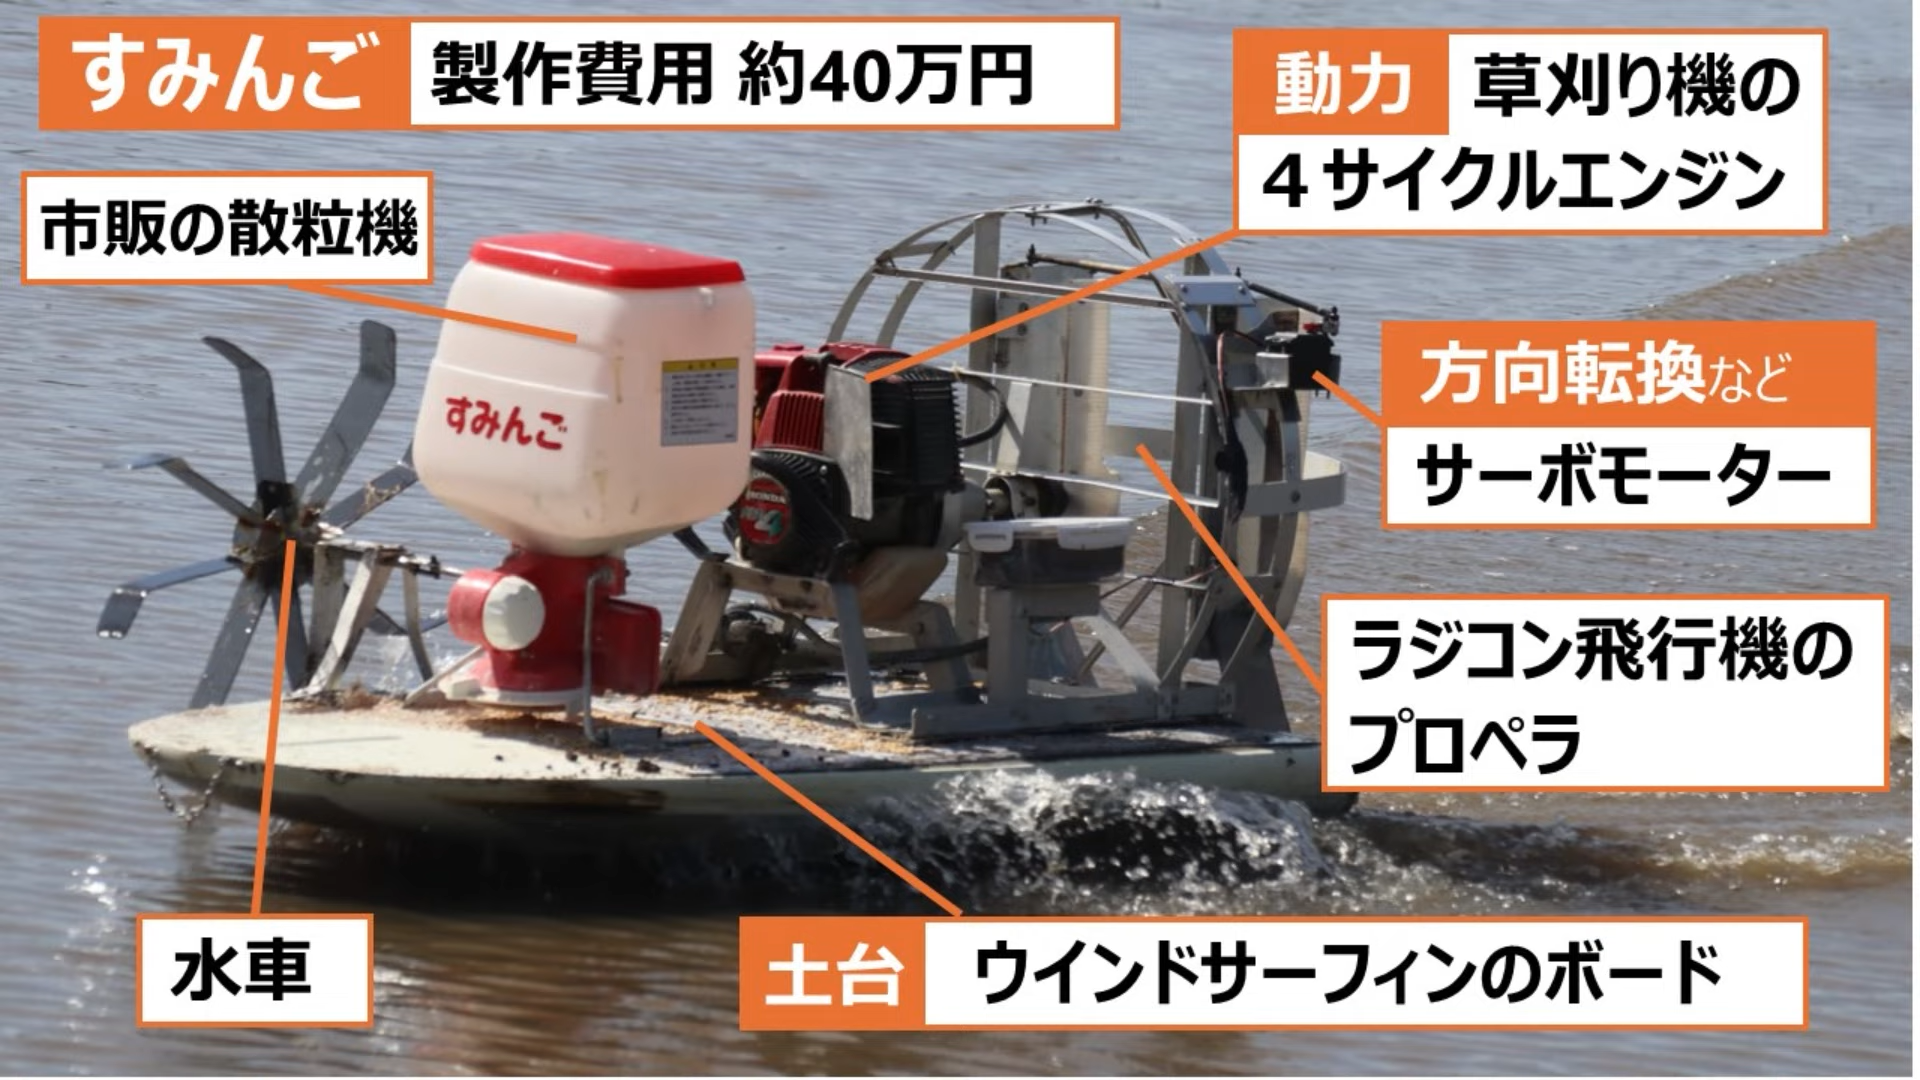 すみんご 製作費用 約40万円
動力 草刈り機の
４サイクルエンジン
市販の散粒機
方向転換など
サーボモーター
すみんご
HONDA
ラジコン飛行機の
プロペラ
水車
土台 ウインドサーフィンのボード